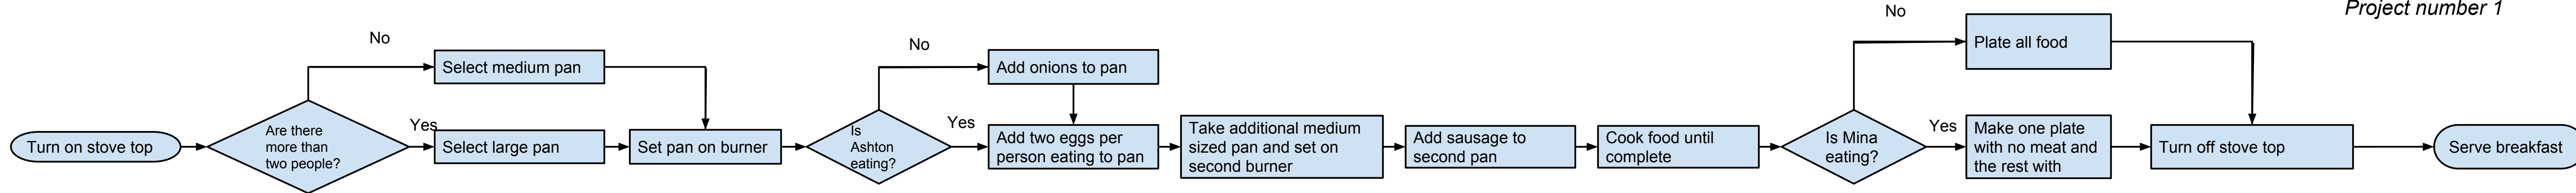 Project number 1
Turn on stove top
Are there
more than
two people?
No
Yes
Select medium pan
Select large pan
Set pan on burner
Is
Ashton
eating?
No
Yes
Add onions to pan
Add two eggs per
person eating to pan
Take additional medium
sized pan and set on
second burner
Add sausage to
second pan
Cook food until
complete
Is Mina
eating?
No
Yes
Plate all food
Make one plate
with no meat and
the rest with
Turn off stove top
Serve breakfast